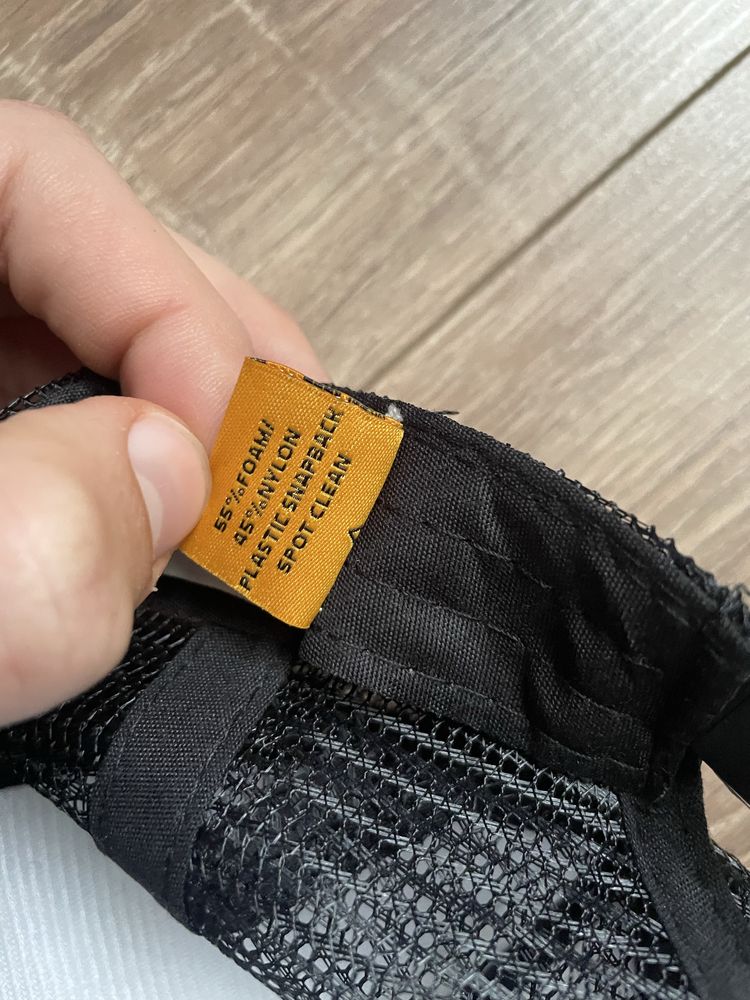 55%FOAM/
45%NYLON
PLASTIC SNAPBACK
SPOT CLEAN